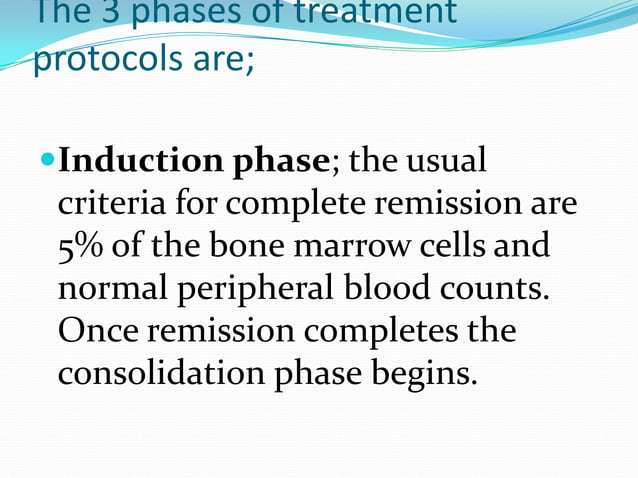 The 3 phases of treatment
protocols are;
Induction phase; the usual
criteria for complete remission are
5% of the bone marrow cells and
normal peripheral blood counts.
Once remission completes the
consolidation phase begins.